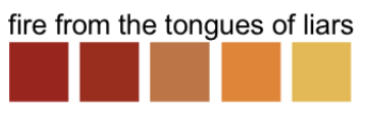 fire from the tongues of liars